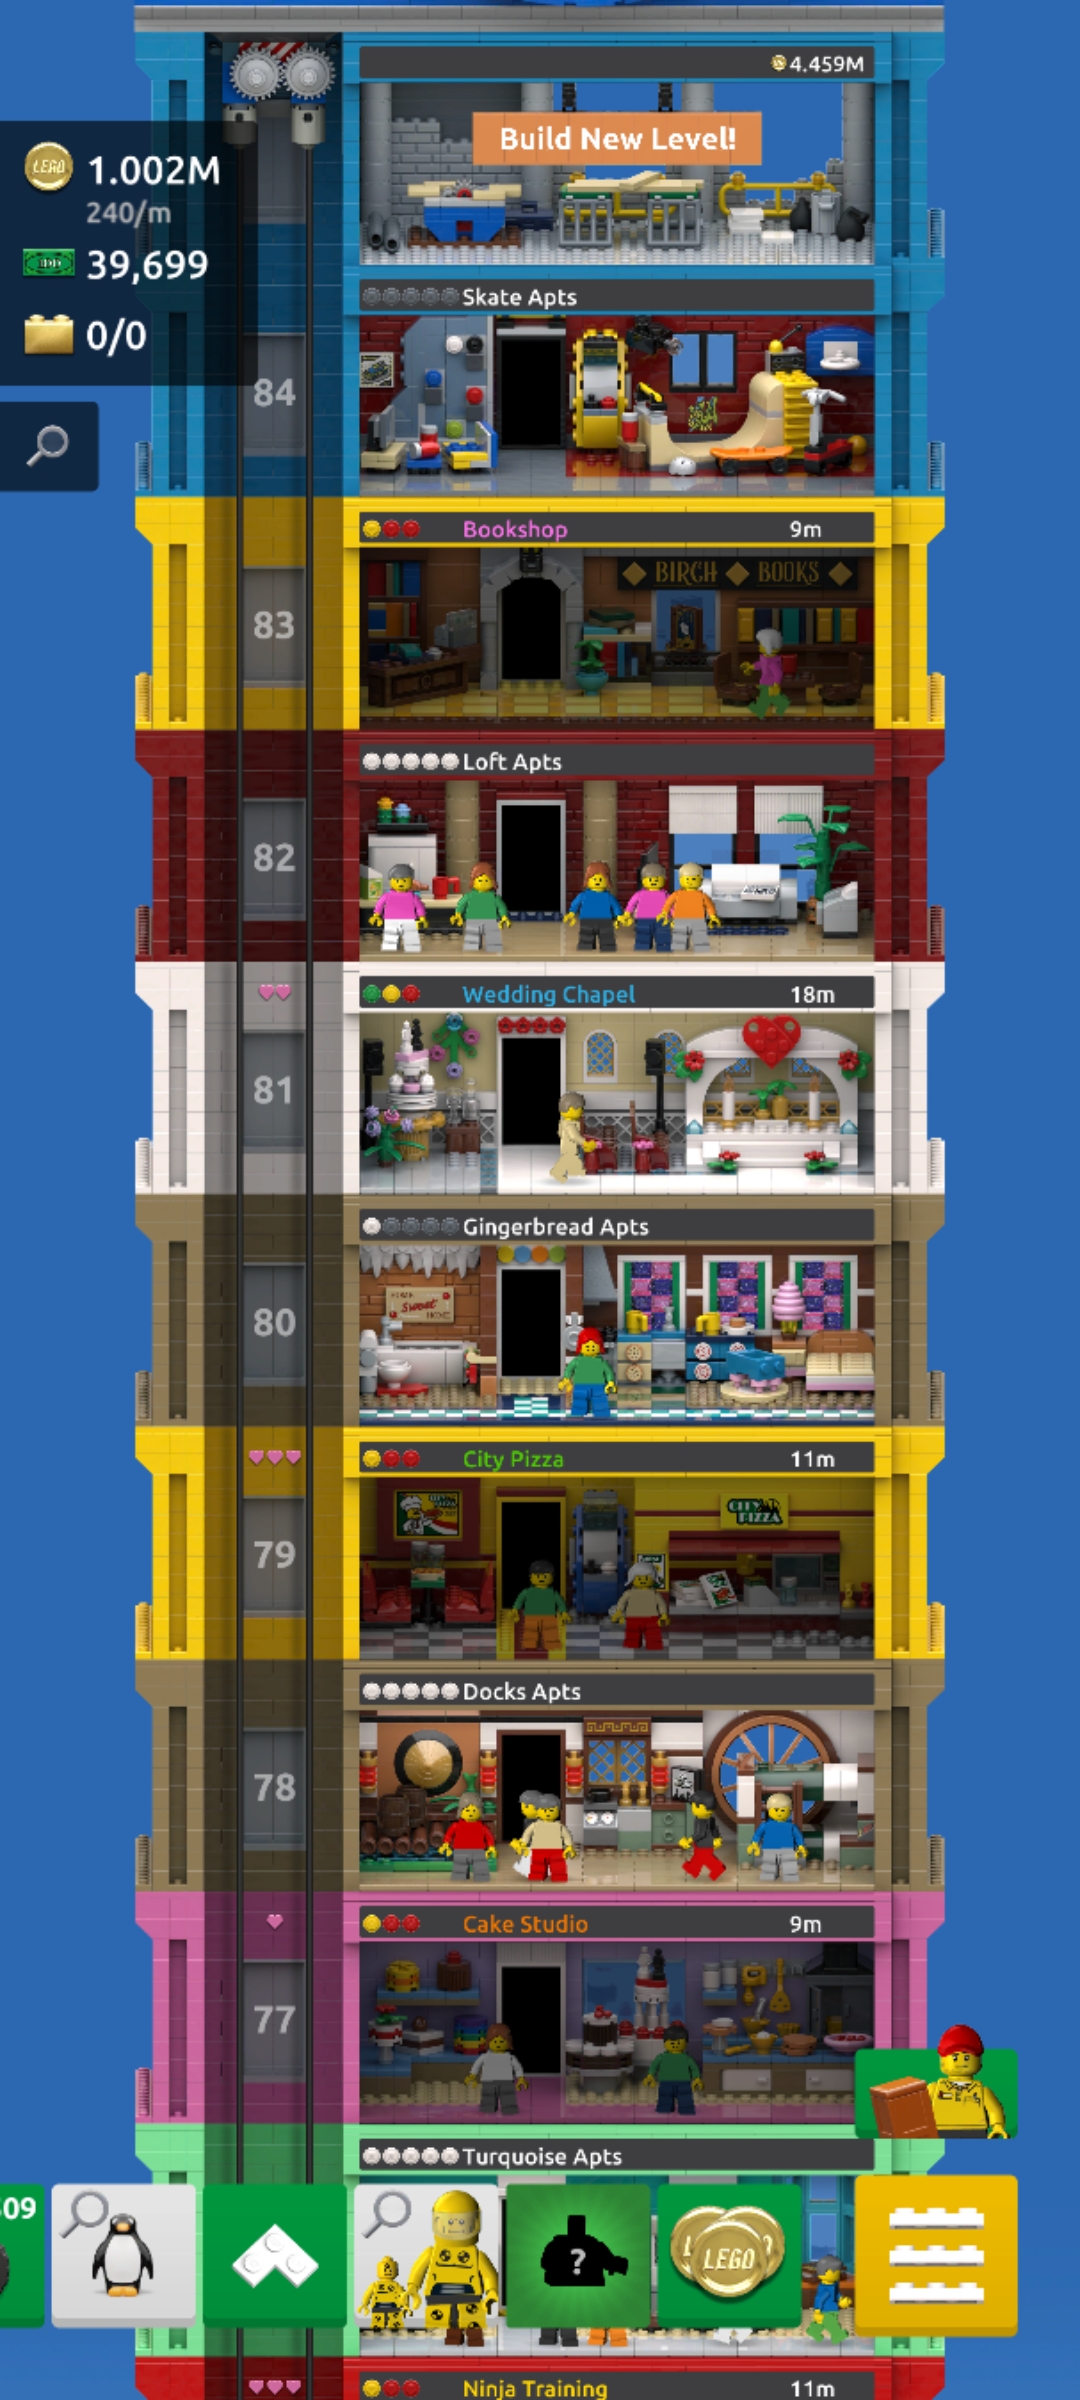 4.459M
Build New Level!
LEGO 1.002M
240/m
39,699
0/0
Skate Apts
84
Bookshop 9m
BIRCH BOOKS
83
Loft Apts
82
Wedding Chapel 18m
81
Gingerbread Apts
Sweet
80
City Pizza 11m
CITY PIZZA
79
Docks Apts
78
Cake Studio 9m
77
Turquoise Apts
09
?
LEGO
Ninja Training 11m